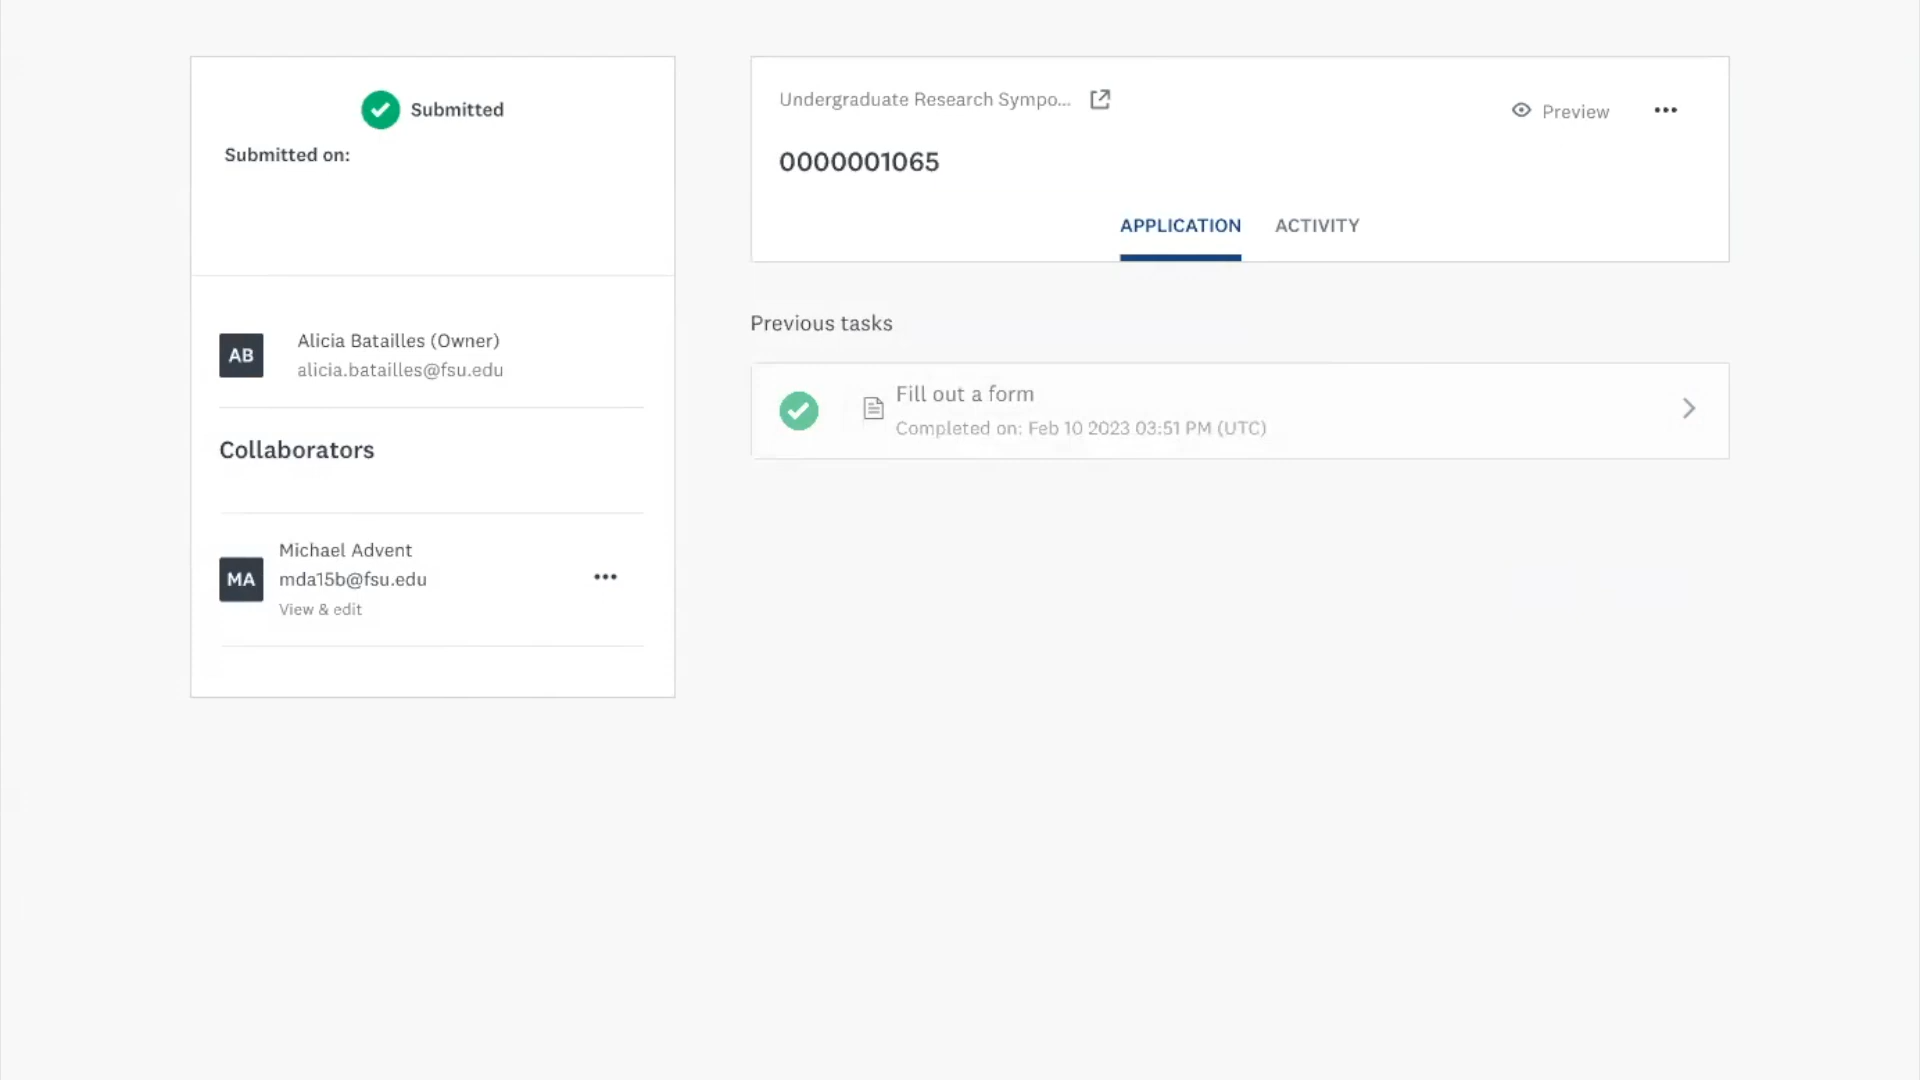 Submitted
Submitted on:
AB
Alicia Batailles (Owner)
alicia.batailles@fsu.edu
Collaborators
MA
Michael Advent
mda15b@fsu.edu
View & edit
Undergraduate Research Sympo...
Preview
0000001065
APPLICATION ACTIVITY
Previous tasks
Fill out a form
Completed on: Feb 10 2023 03:51 PM (UTC)